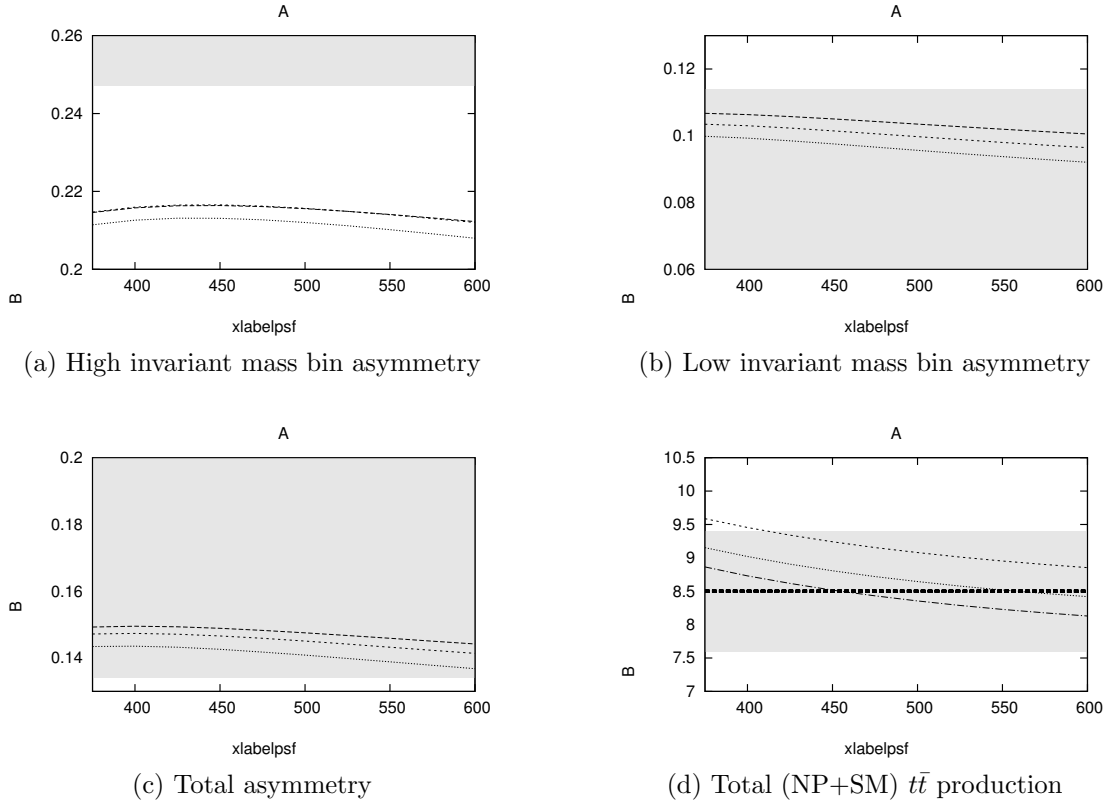 A
0.26
0.24
0.22
0.2
B
400 450 500 550 600
xlabelpsf
(a) High invariant mass bin asymmetry
A
0.12
0.1
0.08
0.06
B
400 450 500 550 600
xlabelpsf
(b) Low invariant mass bin asymmetry
A
0.2
0.18
0.16
0.14
B
400 450 500 550 600
xlabelpsf
(c) Total asymmetry
A
10.5
10
9.5
9
8.5
8
7.5
7
B
400 450 500 550 600
xlabelpsf
(d) Total (NP+SM) tt̄ production